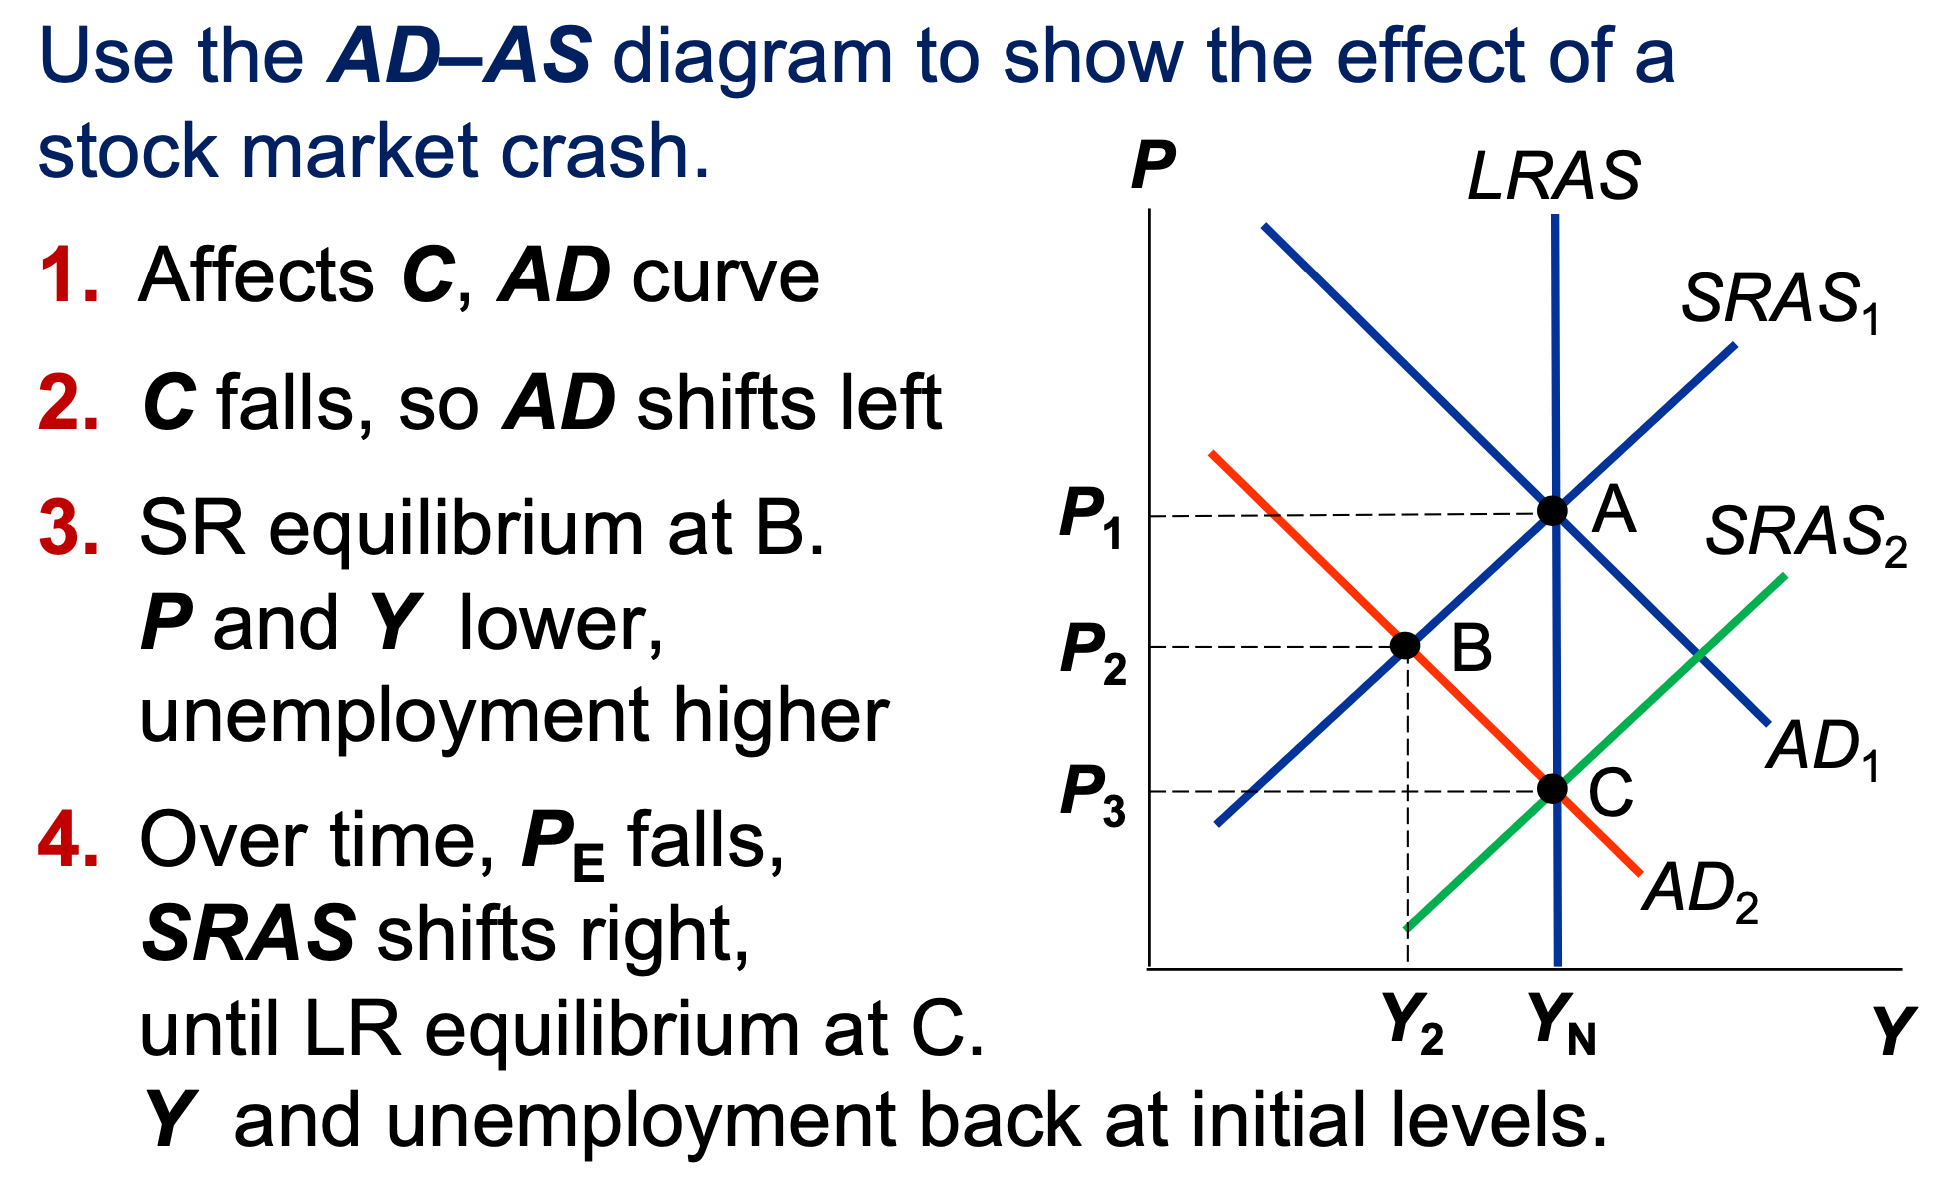 Use the AD–AS diagram to show the effect of a
stock market crash.
1. Affects C, AD curve
2. C falls, so AD shifts left
3. SR equilibrium at B.
P and Y lower,
unemployment higher
4. Over time, PE falls,
SRAS shifts right,
until LR equilibrium at C.
Y and unemployment back at initial levels.
P
LRAS
SRAS1
P1
A
SRAS2
P2
B
AD1
P3
C
AD2
Y2
YN
Y